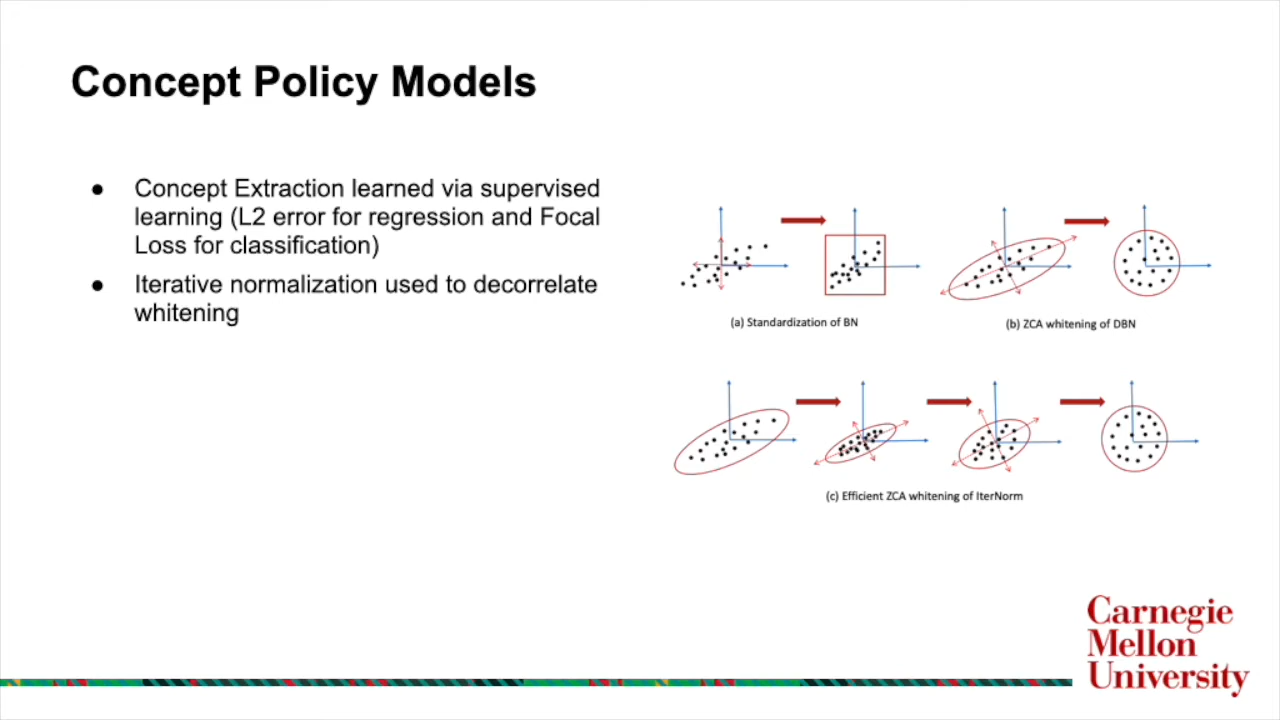 Concept Policy Models
● Concept Extraction learned via supervised
learning (L2 error for regression and Focal
Loss for classification)
● Iterative normalization used to decorrelate
whitening
(a) Standardization of BN
(b) ZCA whitening of DBN
(c) Efficient ZCA whitening of IterNorm
Carnegie
Mellon
University